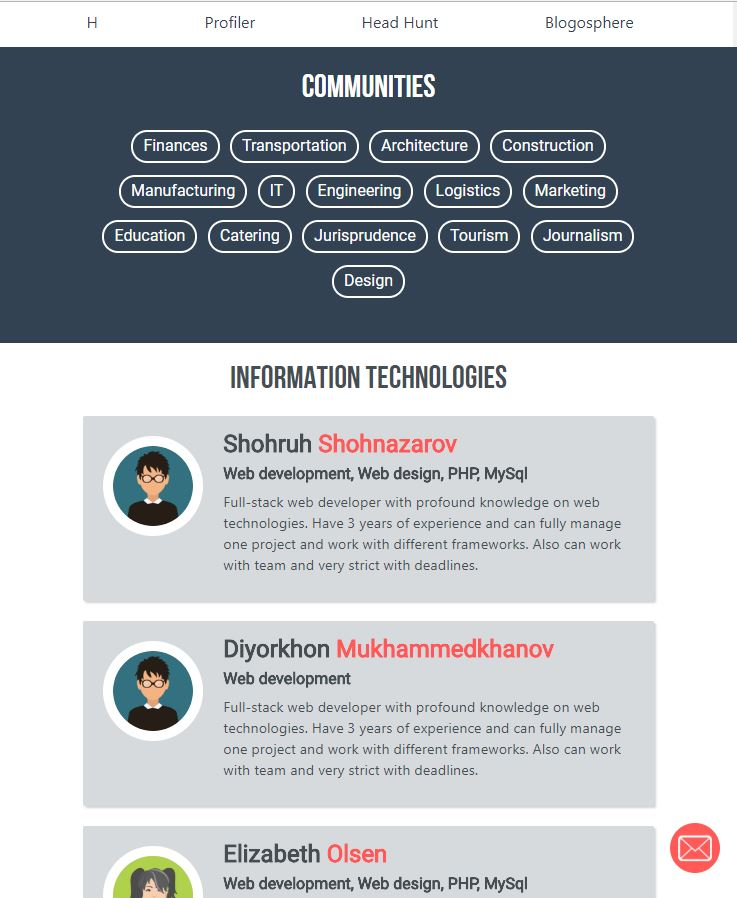 H Profiler Head Hunt Blogosphere
COMMUNITIES
Finances Transportation Architecture Construction
Manufacturing IT Engineering Logistics Marketing
Education Catering Jurisprudence Tourism Journalism
Design
INFORMATION TECHNOLOGIES
Shohruh Shohnazarov
Web development, Web design, PHP, MySql
Full-stack web developer with profound knowledge on web
technologies. Have 3 years of experience and can fully manage
one project and work with different frameworks. Also can work
with team and very strict with deadlines.
Diyorkhon Mukhammedkhanov
Web development
Full-stack web developer with profound knowledge on web
technologies. Have 3 years of experience and can fully manage
one project and work with different frameworks. Also can work
with team and very strict with deadlines.
Elizabeth Olsen
Web development, Web design, PHP, MySql